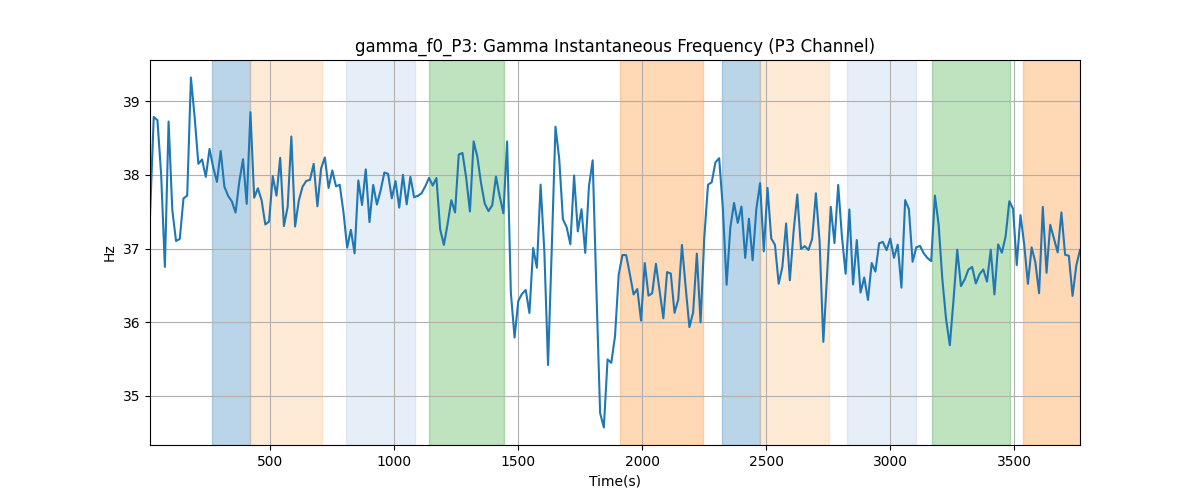 gamma_f0_P3: Gamma Instantaneous Frequency (P3 Channel)
Hz
39
38
37
36
35
500 1000 1500 2000 2500 3000 3500
Time(s)